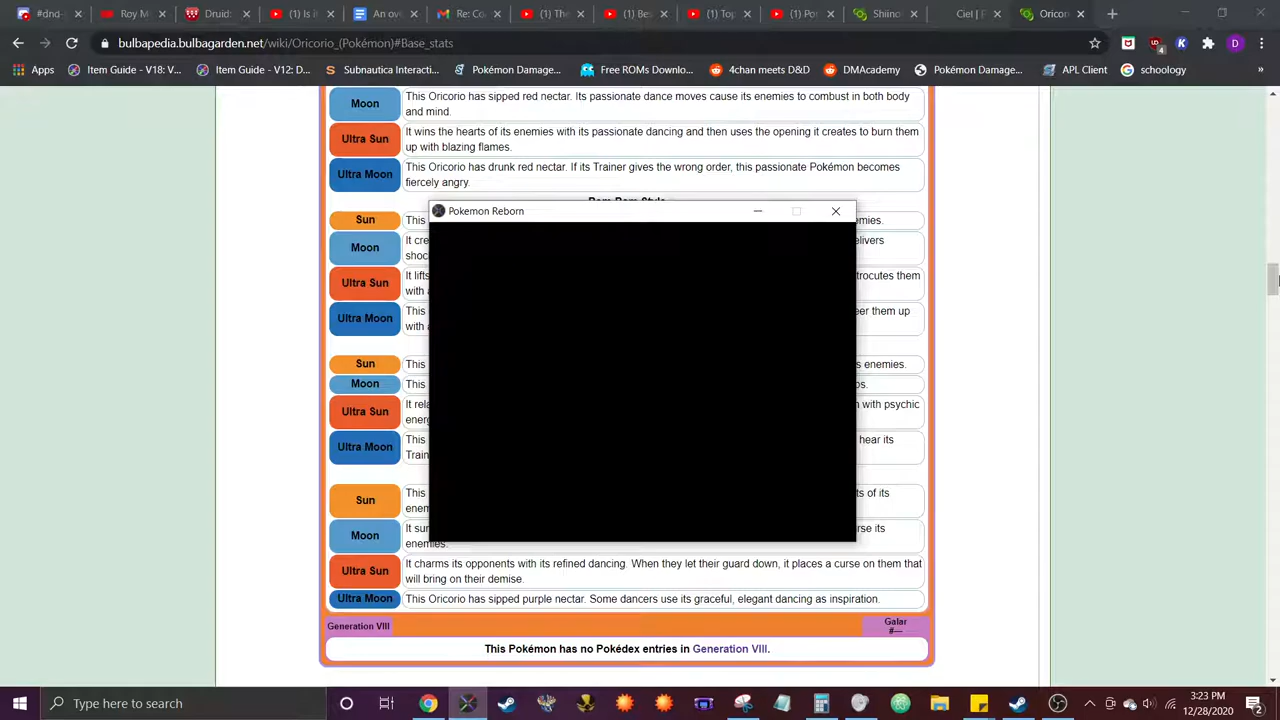 #dnd-
Roy M
Druid:
(1) Is it
An ove
Re: Co
(1) The
(1) Bes
(1) To
(1) Po
Shino
Ciel | F
Oricor
bulbapedia.bulbagarden.net/wiki/Oricorio_(Pokémon)#Base_stats
D
Apps
Item Guide - V18: V...
Item Guide - V12: D...
Subnautica Interacti...
Pokémon Damage...
Free ROMs Downlo...
4chan meets D&D
DMAcademy
Pokémon Damage...
APL Client
schoology
»
Moon
This Oricorio has sipped red nectar. Its passionate dance moves cause its enemies to combust in both body
and mind.
Ultra Sun
It wins the hearts of its enemies with its passionate dancing and then uses the opening it creates to burn them
up with blazing flames.
Ultra Moon
This Oricorio has drunk red nectar. If its Trainer gives the wrong order, this passionate Pokémon becomes
fiercely angry.
Pokemon Reborn
Sun
This
emies.
Moon
It cre
elivers
shoc
Ultra Sun
It lifts
trocutes them
with a
Ultra Moon
This
eer them up
with a
Sun
This
s enemies.
Moon
This
ps.
Ultra Sun
It rela
n with psychic
energ
Ultra Moon
This
hear its
Train
Sun
This
ts of its
enem
Moon
It sur
rse its
enemies.
Ultra Sun
It charms its opponents with its refined dancing. When they let their guard down, it places a curse on them that
will bring on their demise.
Ultra Moon
This Oricorio has sipped purple nectar. Some dancers use its graceful, elegant dancing as inspiration.
Generation VIII
Galar
#—
This Pokémon has no Pokédex entries in Generation VIII.
Type here to search
3:23 PM
12/28/2020
2